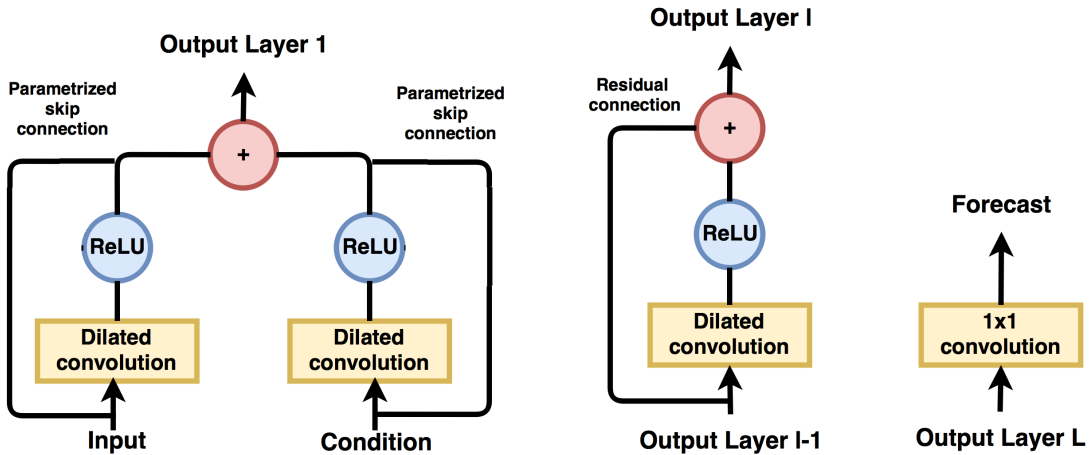 Output Layer 1
Parametrized
skip
connection
Parametrized
skip
connection
+
ReLU
ReLU
Dilated
convolution
Dilated
convolution
Input
Condition
Output Layer l
Residual
connection
+
ReLU
Dilated
convolution
Output Layer l-1
Forecast
1x1
convolution
Output Layer L